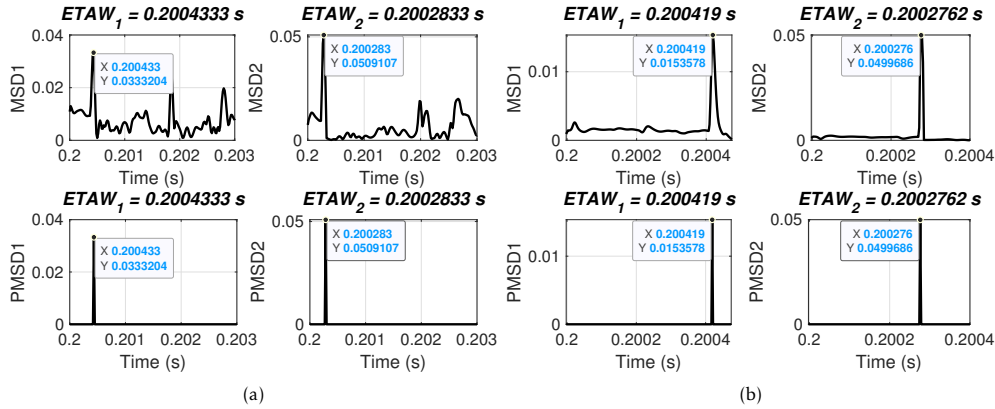 ETAW1 = 0.2004333 s
MSD1
0.04
0.02
0
X 0.200433
Y 0.0333204
0.2 0.201 0.202 0.203
Time (s)
ETAW2 = 0.2002833 s
MSD2
0.05
0
X 0.200283
Y 0.0509107
0.2 0.201 0.202 0.203
Time (s)
ETAW1 = 0.200419 s
MSD1
0.01
0
X 0.200419
Y 0.0153578
0.2 0.2002 0.2004
Time (s)
ETAW2 = 0.2002762 s
MSD2
0.05
0
X 0.200276
Y 0.0499686
0.2 0.2002 0.2004
Time (s)
ETAW1 = 0.2004333 s
PMSD1
0.04
0.02
0
X 0.200433
Y 0.0333204
0.2 0.201 0.202 0.203
Time (s)
ETAW2 = 0.2002833 s
PMSD2
0.05
0
X 0.200283
Y 0.0509107
0.2 0.201 0.202 0.203
Time (s)
ETAW1 = 0.200419 s
PMSD1
0.01
0
X 0.200419
Y 0.0153578
0.2 0.2002 0.2004
Time (s)
ETAW2 = 0.2002762 s
PMSD2
0.05
0
X 0.200276
Y 0.0499686
0.2 0.2002 0.2004
Time (s)
(a)
(b)